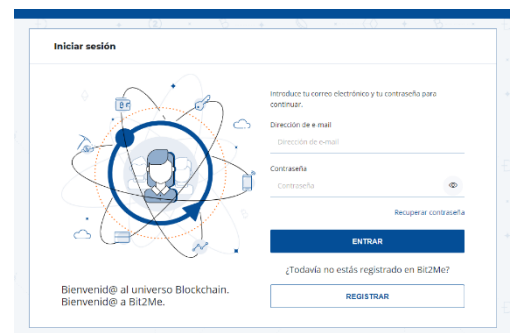 Iniciar sesión
Introduce tu correo electrónico y tu contraseña para
continuar.
Dirección de e-mail
Dirección de e-mail
Contraseña
Contraseña
Recuperar contraseña
ENTRAR
¿Todavía no estás registrado en Bit2Me?
REGISTRAR
Bienvenid@ al universo Blockchain.
Bienvenid@ a Bit2Me.